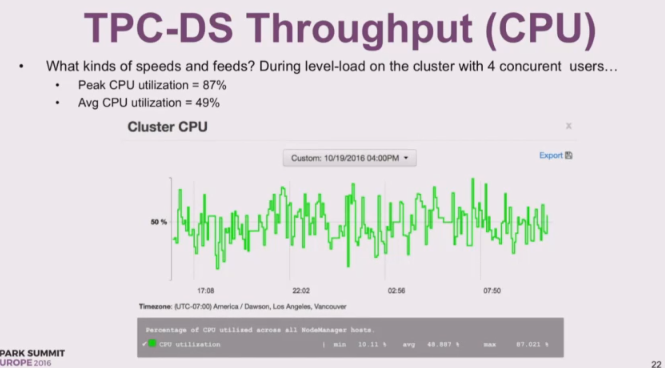 TPC-DS Throughput (CPU)
• What kinds of speeds and feeds? During level-load on the cluster with 4 concurent users…
• Peak CPU utilization = 87%
• Avg CPU utilization = 49%
Cluster CPU
x
Custom: 10/19/2016 04:00PM
Export
50 %
17:08 22:02 02:56 07:50
Timezone: (UTC-07:00) America / Dawson, Los Angeles, Vancouver
Percentage of CPU utilized across all NodeManager hosts.
CPU utilization | min 10.11 % avg 48.887 % max 87.021 %
PARK SUMMIT
UROPE 2016
22